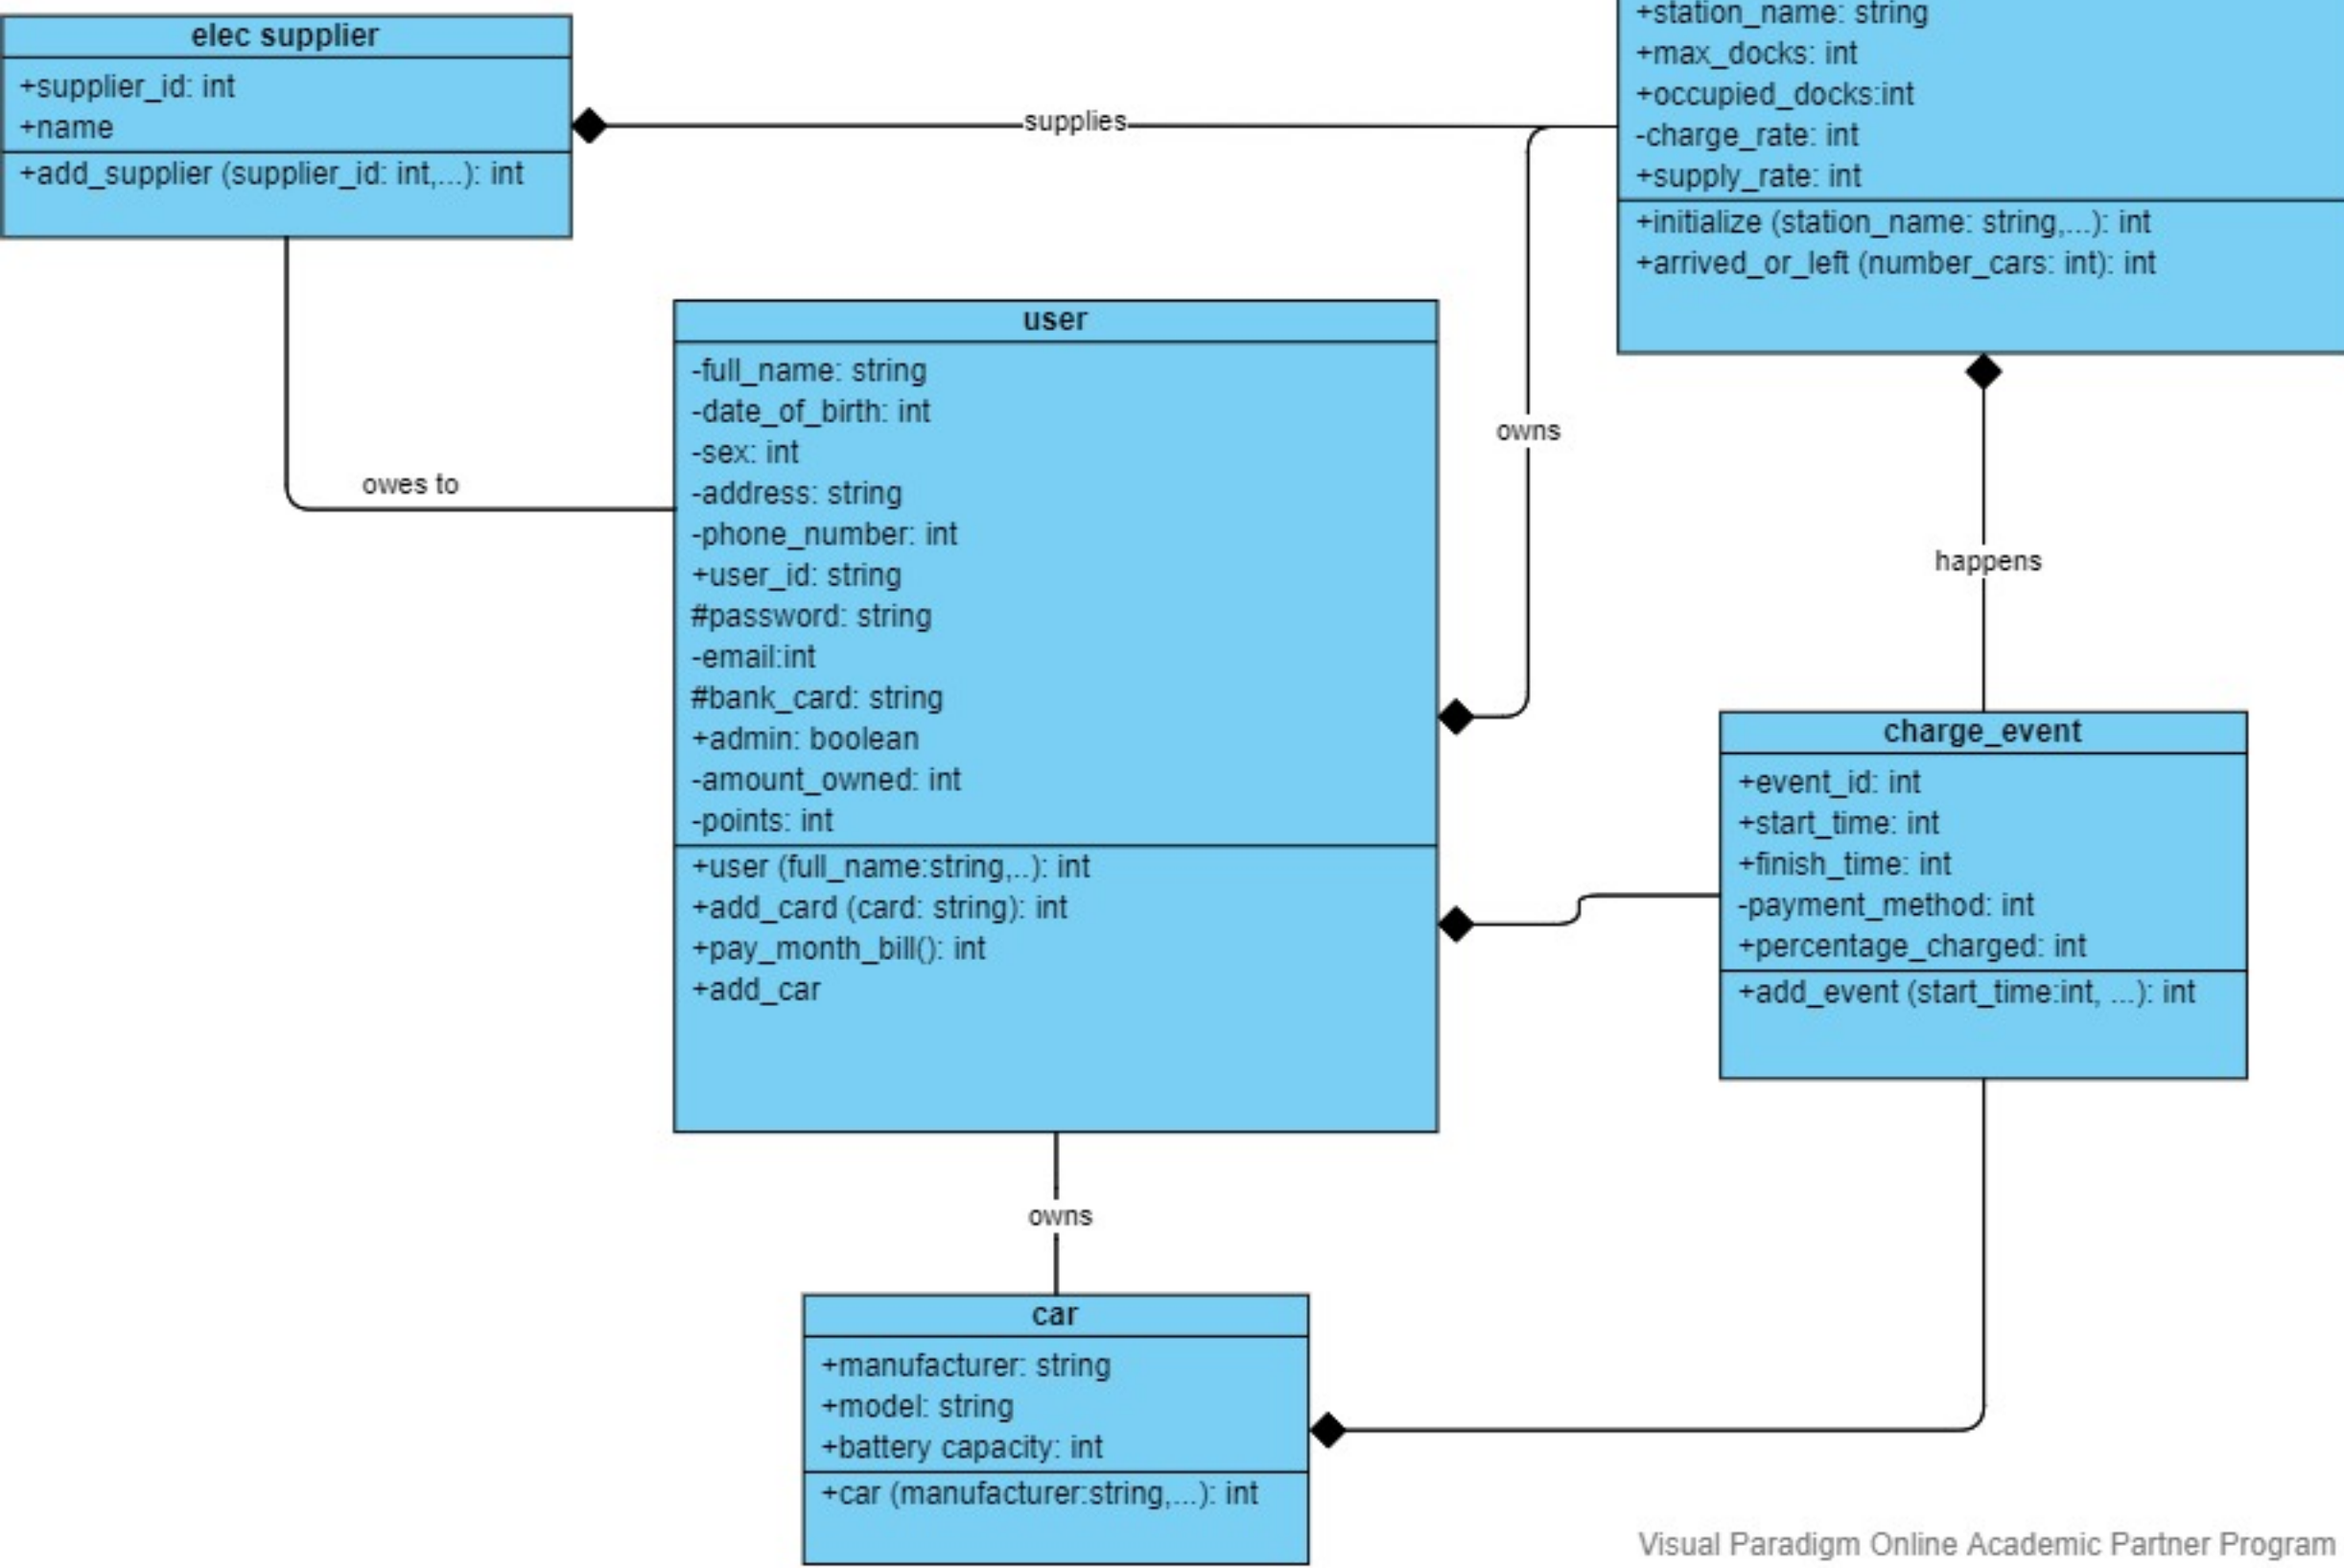 elec supplier
+supplier_id: int
+name
+add_supplier (supplier_id: int,...): int
supplies
+station_name: string
+max_docks: int
+occupied_docks:int
-charge_rate: int
+supply_rate: int
+initialize (station_name: string,...): int
+arrived_or_left (number_cars: int): int
owes to
user
-full_name: string
-date_of_birth: int
-sex: int
-address: string
-phone_number: int
+user_id: string
#password: string
-email:int
#bank_card: string
+admin: boolean
-amount_owned: int
-points: int
+user (full_name:string,..): int
+add_card (card: string): int
+pay_month_bill(): int
+add_car
owns
happens
charge_event
+event_id: int
+start_time: int
+finish_time: int
-payment_method: int
+percentage_charged: int
+add_event (start_time:int, ...): int
owns
car
+manufacturer: string
+model: string
+battery capacity: int
+car (manufacturer:string,...): int
Visual Paradigm Online Academic Partner Program